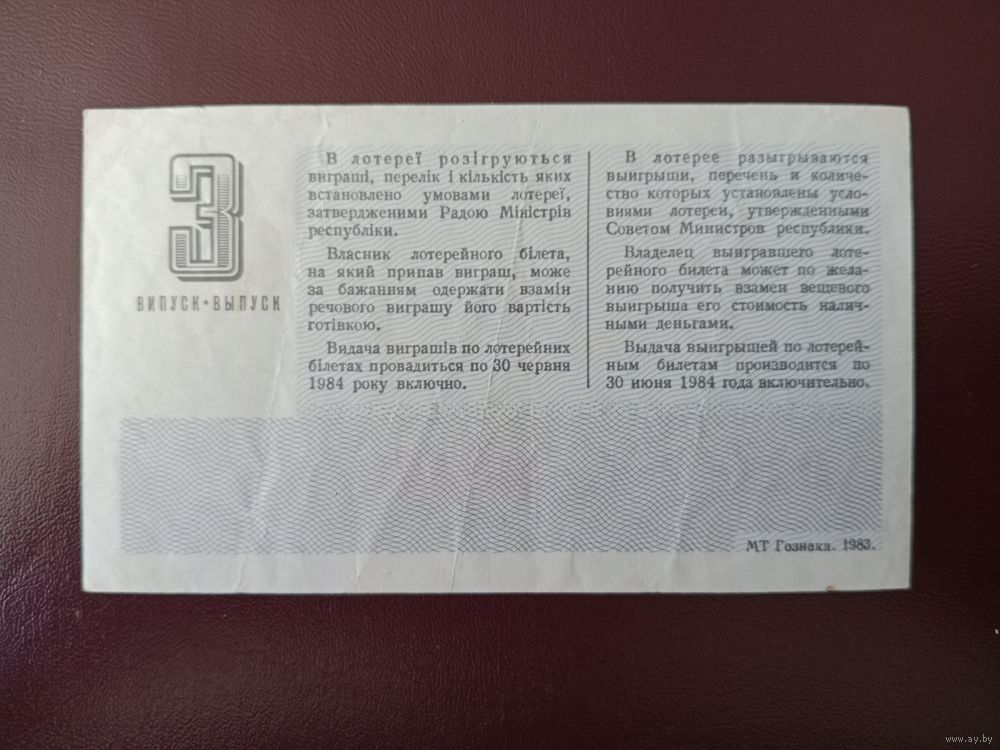 3
ВИПУСК • ВЫПУСК
В лотереї розігруються
виграші, перелік і кількість яких
встановлено умовами лотереї,
затвердженими Радою Міністрів
республіки.
Власник лотерейного білета,
на який припав виграш, може
за бажанням одержати взамін
речового виграшу його вартість
готівкою.
Видача виграшів по лотерейних
білетах провадиться по 30 червня
1984 року включно.
В лотерее разыгрываются
выигрыши, перечень и количе-
ство которых установлены усло-
виями лотереи, утвержденными
Советом Министров республики.
Владелец выигравшего лоте-
рейного билета может по жела-
нию получить взамен вещевого
выигрыша его стоимость налич-
ными деньгами.
Выдача выигрышей по лотерей-
ным билетам производится по
30 июня 1984 года включительно.
МТ Гознака. 1983.
www.ay.by